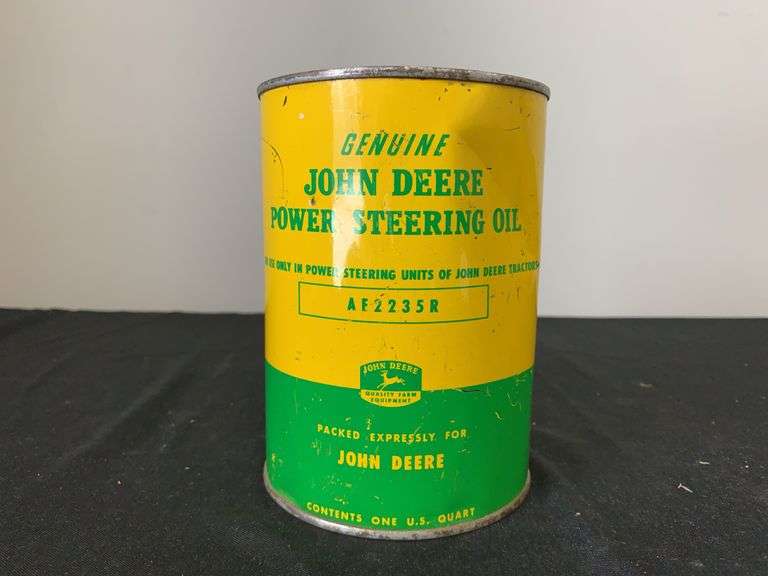 GENUINE
JOHN DEERE
POWER STEERING OIL
USE ONLY IN POWER STEERING UNITS OF JOHN DEERE TRACTORS
AF2235R
JOHN DEERE
QUALITY FARM
EQUIPMENT
PACKED EXPRESSLY FOR
JOHN DEERE
CONTENTS ONE U.S. QUART